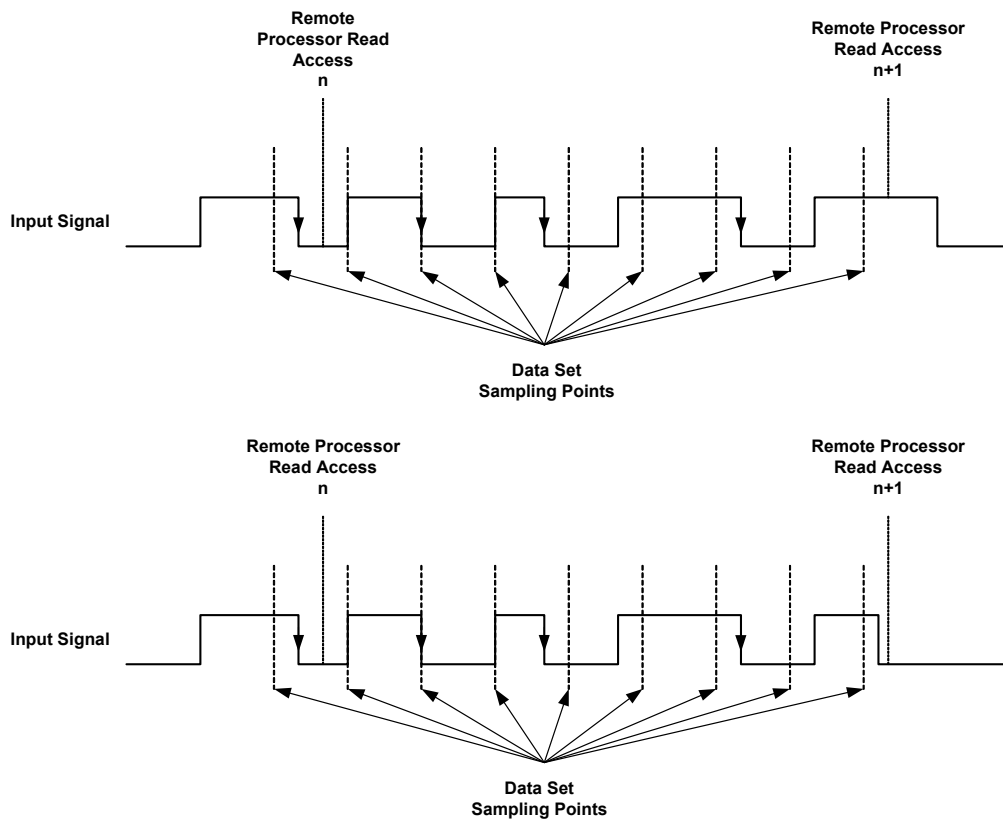 Remote
Processor Read
Access
n
Remote Processor
Read Access
n+1
Input Signal
Data Set
Sampling Points
Remote Processor
Read Access
n
Remote Processor
Read Access
n+1
Input Signal
Data Set
Sampling Points